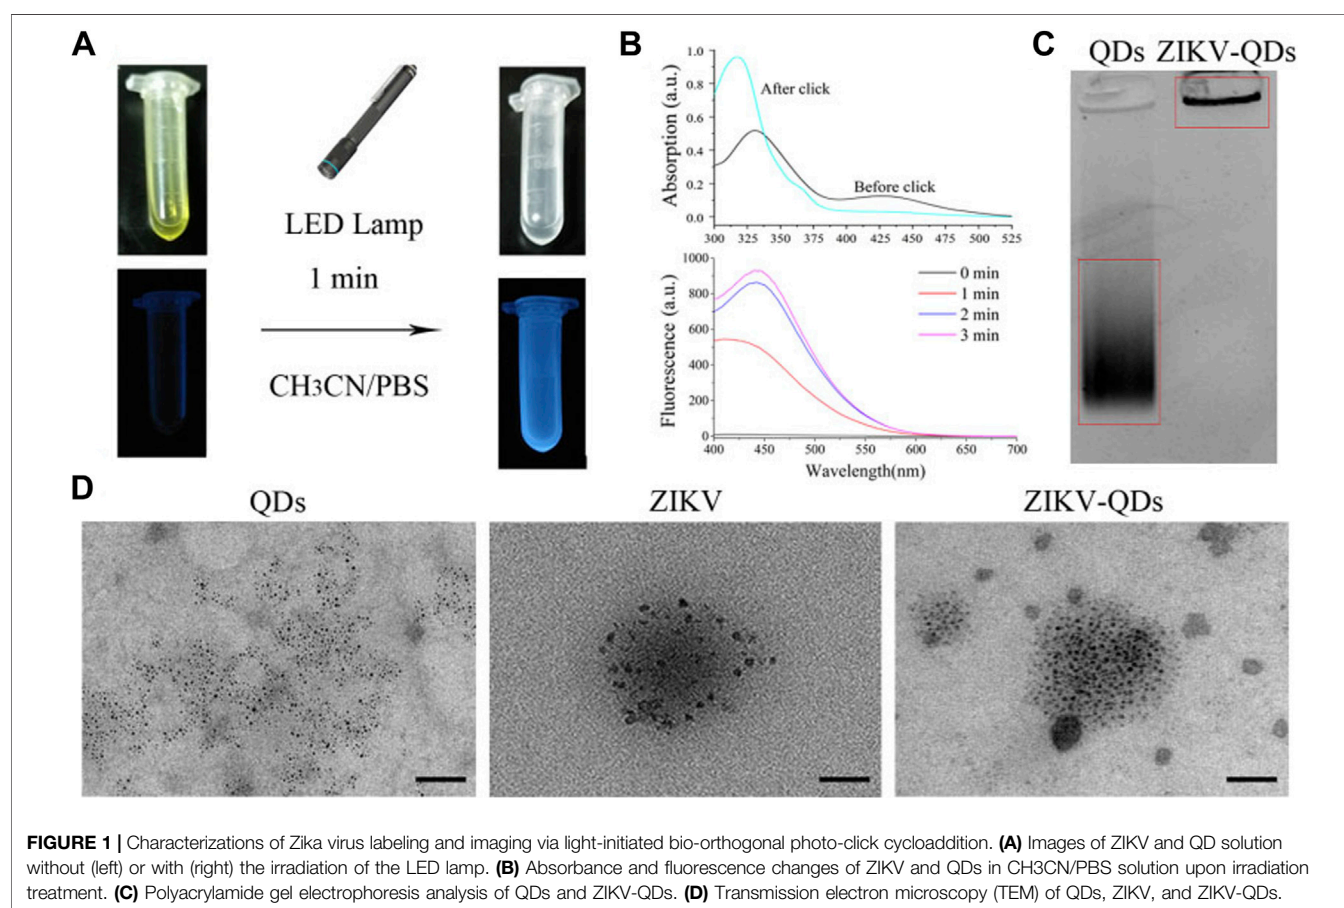 A
LED Lamp
1 min
CH3CN/PBS
B
Absorption (a.u.)
1.0
0.8
0.6
0.4
0.2
0.0
After click
Before click
300 325 350 375 400 425 450 475 500 525
Fluorescence (a.u.)
1000
800
600
400
200
0
0 min
1 min
2 min
3 min
400 450 500 550 600 650 700
Wavelength(nm)
C
QDs ZIKV-QDs
D
QDs ZIKV ZIKV-QDs
FIGURE 1 | Characterizations of Zika virus labeling and imaging via light-initiated bio-orthogonal photo-click cycloaddition. (A) Images of ZIKV and QD solution
without (left) or with (right) the irradiation of the LED lamp. (B) Absorbance and fluorescence changes of ZIKV and QDs in CH3CN/PBS solution upon irradiation
treatment. (C) Polyacrylamide gel electrophoresis analysis of QDs and ZIKV-QDs. (D) Transmission electron microscopy (TEM) of QDs, ZIKV, and ZIKV-QDs.